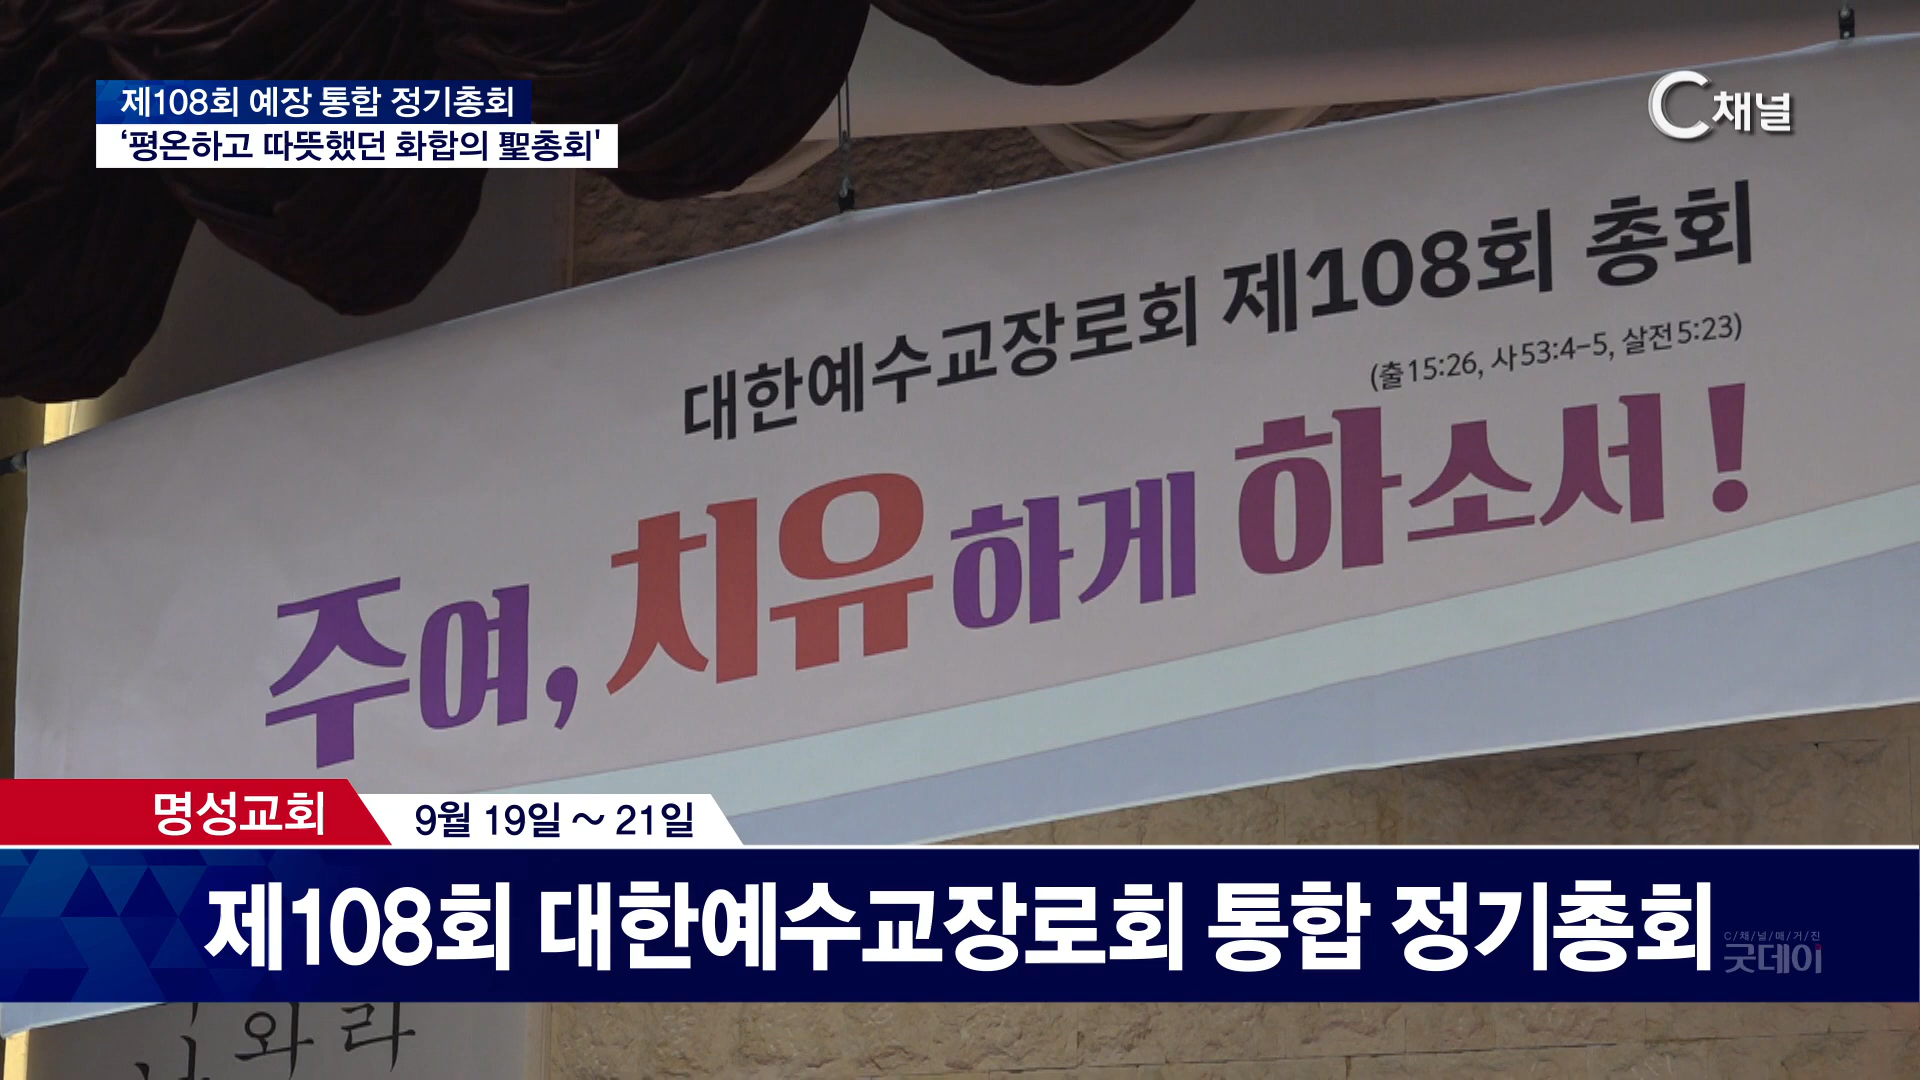 제108회 예장 통합 정기총회
‘평온하고 따뜻했던 화합의 聖총회'
C채널
대한예수교장로회 제108회 총회
(출15:26, 사53:4-5, 살전5:23)
주여, 치유하게 하소서!
명성교회
9월 19일 ~ 21일
제108회 대한예수교장로회 통합 정기총회
C/채/널/매/거/진
굿데이
와 라